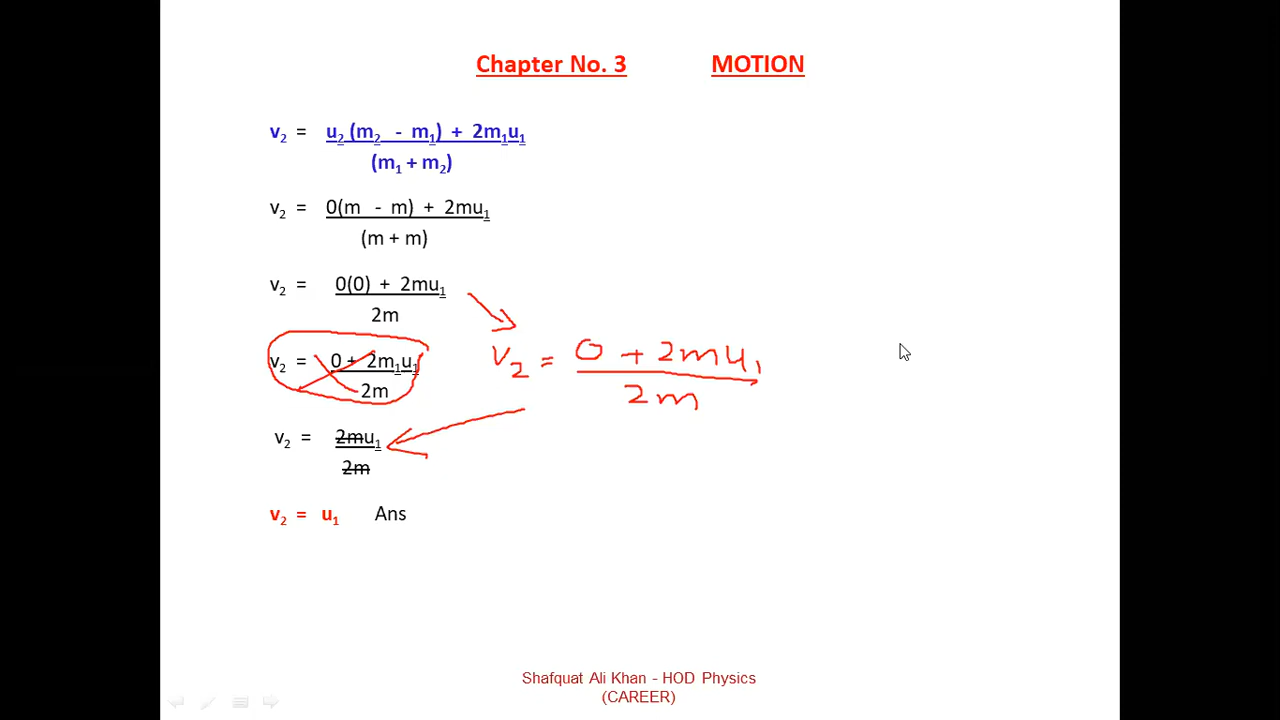 Chapter No. 3 MOTION
v₂ = u₂ (m₂ - m₁) + 2m₁u₁
(m₁ + m₂)
v₂ = 0(m - m) + 2mu₁
(m + m)
v₂ = 0(0) + 2mu₁
2m
v₂ = 0 + 2m₁u₁
2m
v₂ = 0 + 2mu₁
2m
v₂ = 2mu₁
2m
v₂ = u₁ Ans
Shafquat Ali Khan - HOD Physics
(CAREER)